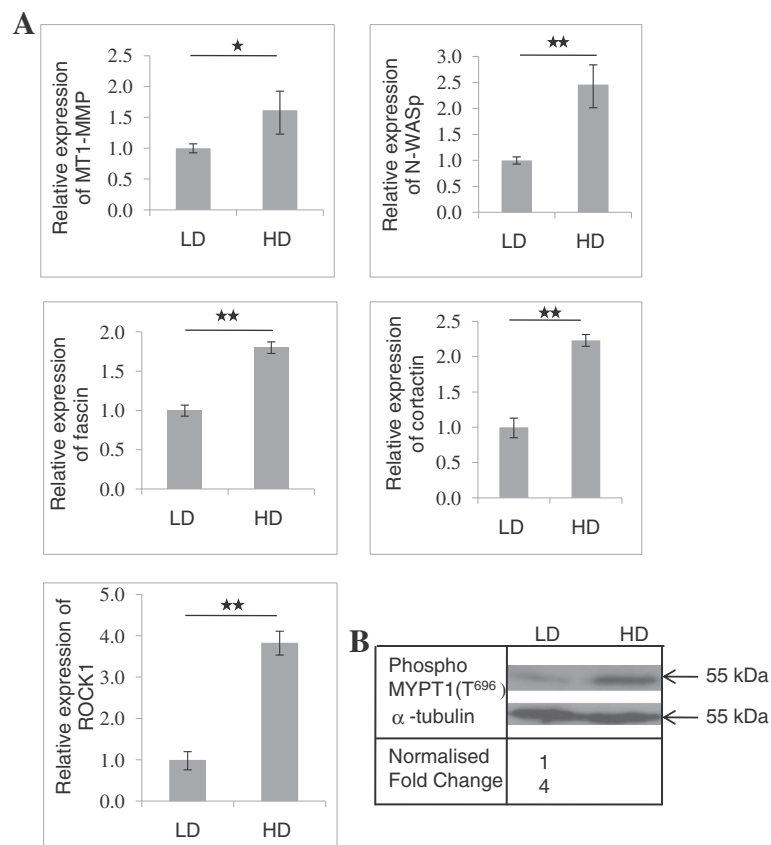 A
Relative expression
of MT1-MMP
2.5
2.0
1.5
1.0
0.5
0.0
★
LD HD
Relative expression
of N-WASp
3.0
2.5
2.0
1.5
1.0
0.5
0.0
★★
LD HD
Relative expression
of fascin
2.0
1.5
1.0
0.5
0.0
★★
LD HD
Relative expression
of cortactin
2.5
2.0
1.5
1.0
0.5
0.0
★★
LD HD
Relative expression of
ROCK1
5.0
4.0
3.0
2.0
1.0
0.0
★★
LD HD
B
LD HD
Phospho
MYPT1(T⁶⁹⁶)
55 kDa
α -tubulin
55 kDa
Normalised
Fold Change
1
4